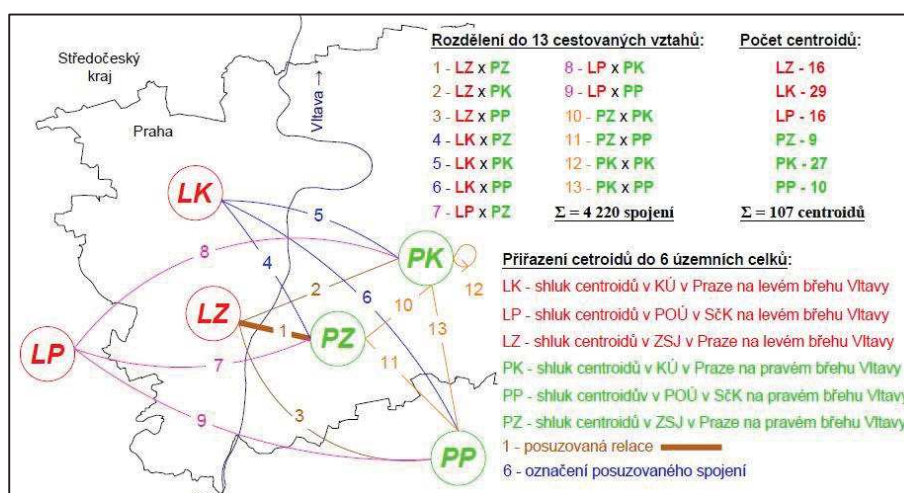 Středočeský
kraj
Praha
Vltava →
LK
LZ
LP
PK
PZ
PP
1
2
3
4
5
6
7
8
9
10
11
12
13
Rozdělení do 13 cestovaných vztahů:
1 - LZ x PZ
2 - LZ x PK
3 - LZ x PP
4 - LK x PZ
5 - LK x PK
6 - LK x PP
7 - LP x PZ
8 - LP x PK
9 - LP x PP
10 - PZ x PK
11 - PZ x PP
12 - PK x PK
13 - PK x PP
Σ = 4 220 spojení
Počet centroidů:
LZ - 16
LK - 29
LP - 16
PZ - 9
PK - 27
PP - 10
Σ = 107 centroidů
Přiřazení cetroidů do 6 územních celků:
LK - shluk centroidů v KÚ v Praze na levém břehu Vltavy
LP - shluk centroidů v POÚ v SčK na levém břehu Vltavy
LZ - shluk centroidů v ZSJ v Praze na levém břehu Vltavy
PK - shluk centroidů v KÚ v Praze na pravém břehu Vltavy
PP - shluk centroidů v POÚ v SčK na pravém břehu Vltavy
PZ - shluk centroidů v ZSJ v Praze na pravém břehu Vltavy
1 - posuzovaná relace
6 - označení posuzovaného spojení